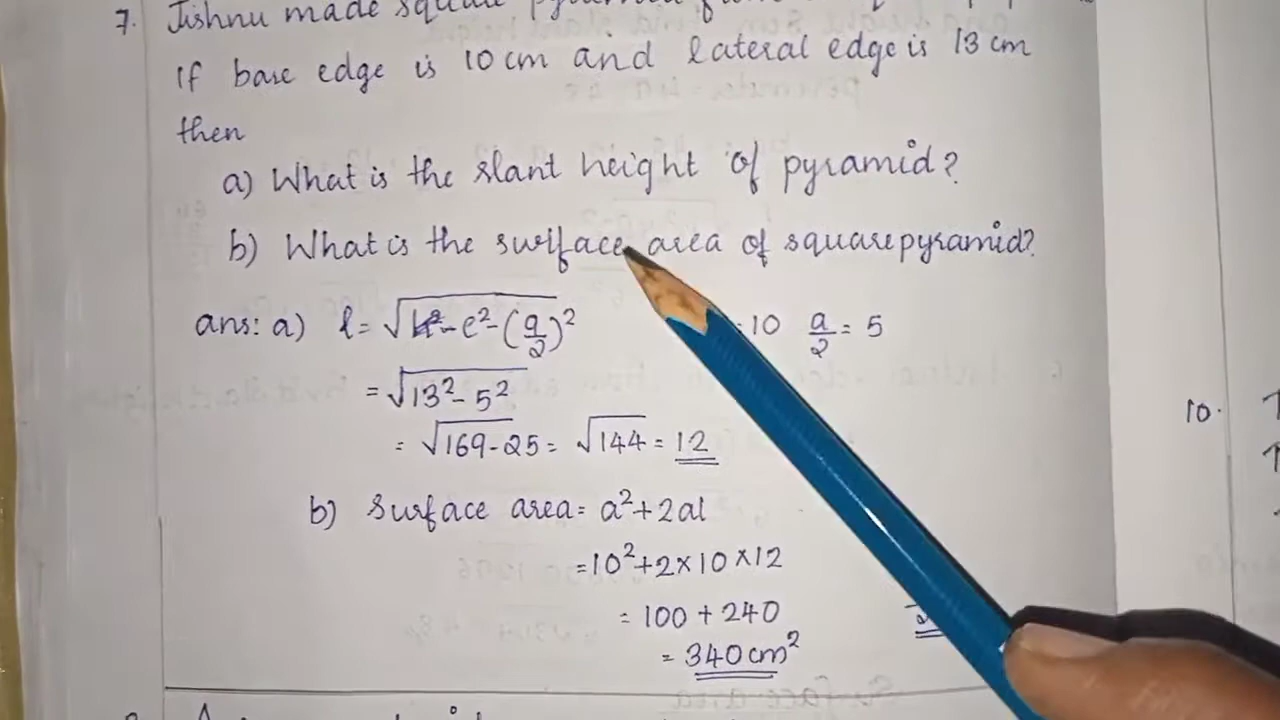 7. Jishnu made square pyramid
If base edge is 10 cm and lateral edge is 13 cm
then
a) What is the slant height of pyramid?
b) What is the surface area of square pyramid?
ans: a) l = √e² - (a/2)² 10 a/2 = 5
= √13² - 5²
= √169-25 = √144 = 12
10.
b) Surface area = a² + 2al
= 10² + 2 × 10 × 12
= 100 + 240
= 340 cm²